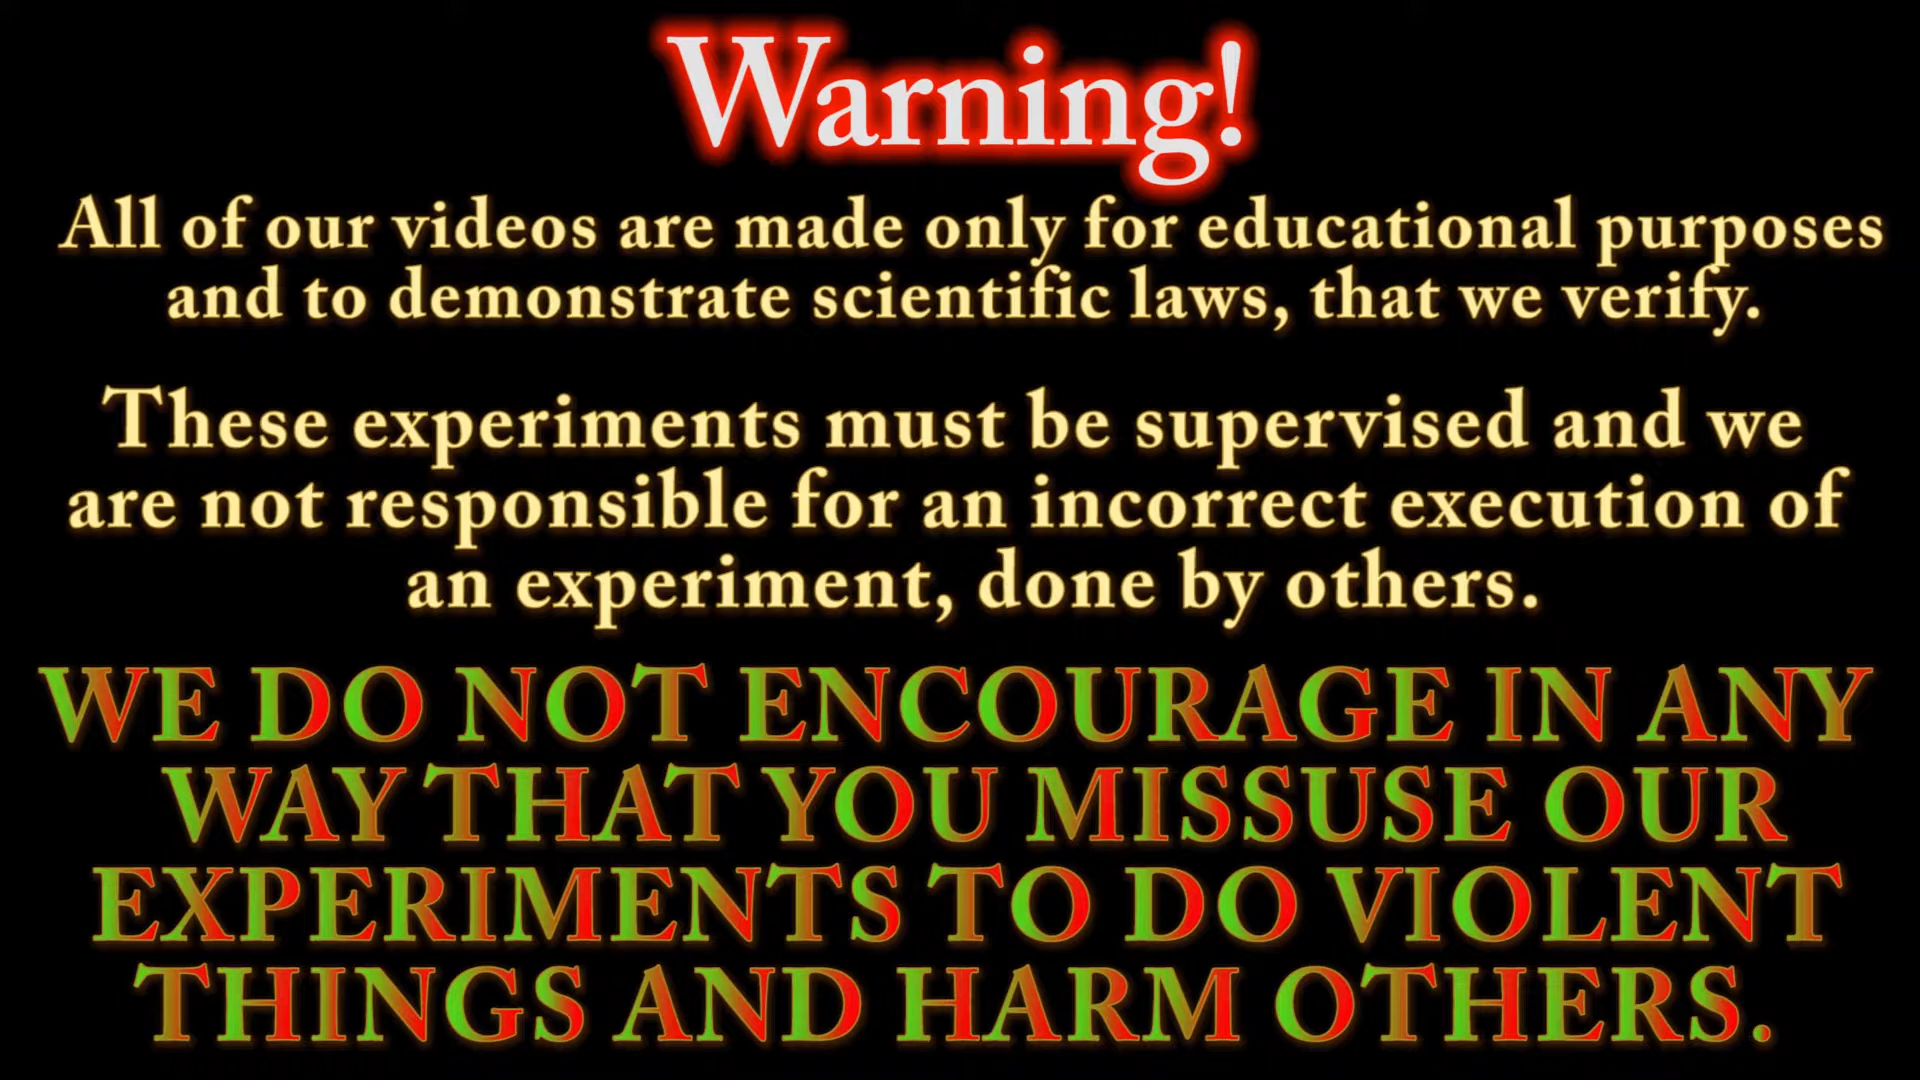 Warning!
All of our videos are made only for educational purposes
and to demonstrate scientific laws, that we verify.
These experiments must be supervised and we
are not responsible for an incorrect execution of
an experiment, done by others.
WE DO NOT ENCOURAGE IN ANY
WAY THAT YOU MISSUSE OUR
EXPERIMENTS TO DO VIOLENT
THINGS AND HARM OTHERS.